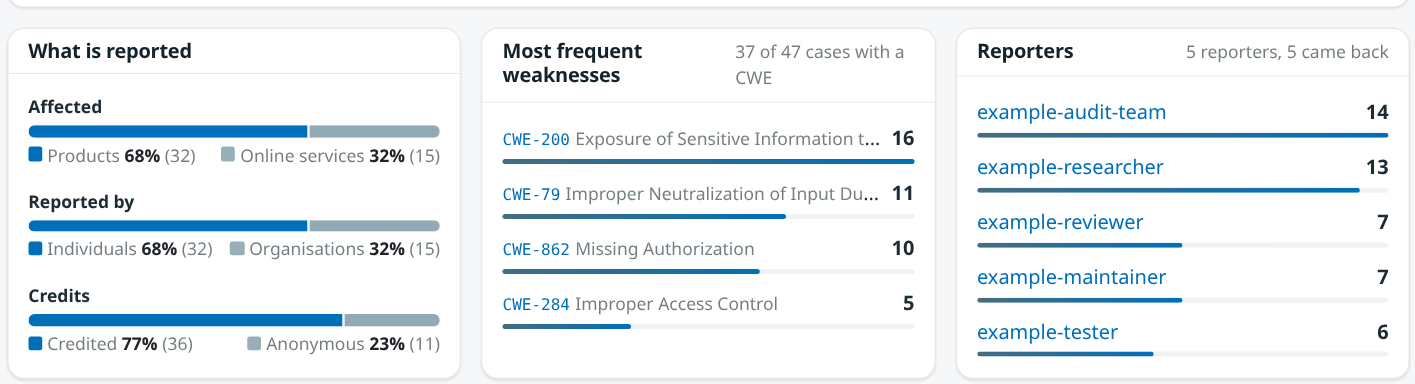 What is reported
Affected
Products 68% (32) Online services 32% (15)
Reported by
Individuals 68% (32) Organisations 32% (15)
Credits
Credited 77% (36) Anonymous 23% (11)
Most frequent weaknesses
37 of 47 cases with a CWE
CWE-200 Exposure of Sensitive Information t... 16
CWE-79 Improper Neutralization of Input Du... 11
CWE-862 Missing Authorization 10
CWE-284 Improper Access Control 5
Reporters 5 reporters, 5 came back
example-audit-team 14
example-researcher 13
example-reviewer 7
example-maintainer 7
example-tester 6